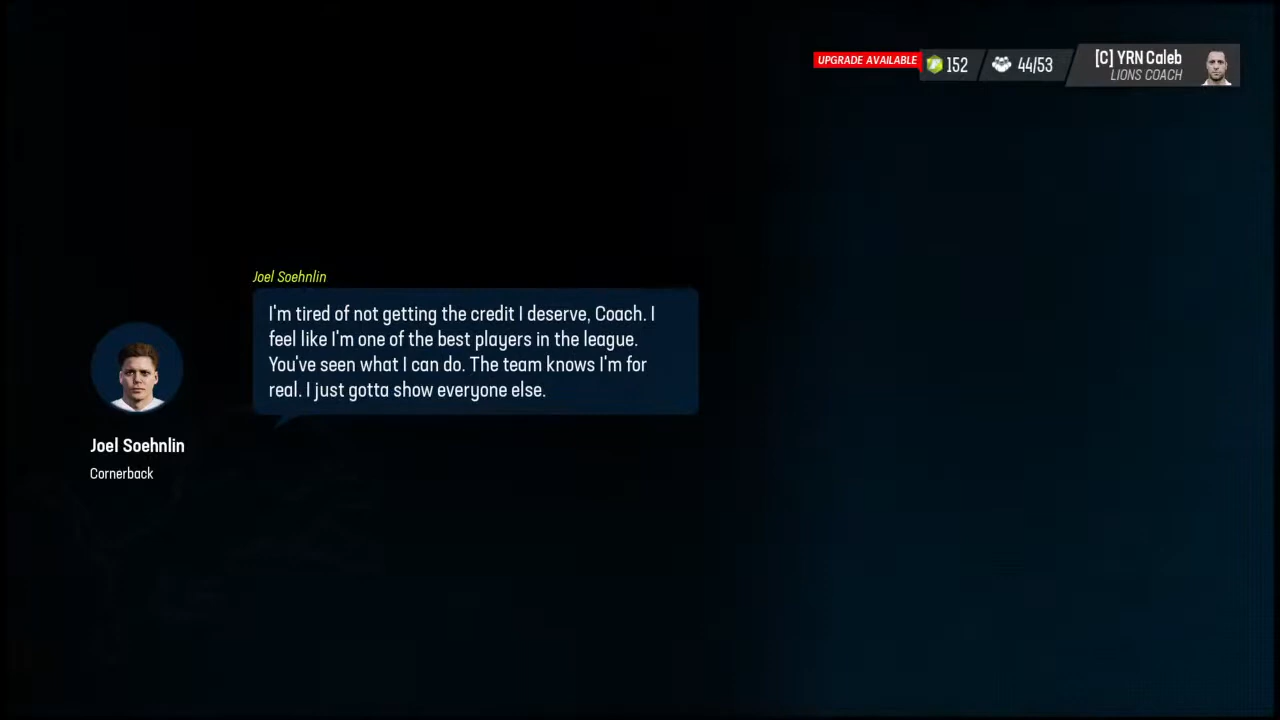 UPGRADE AVAILABLE 152 44/53 [C] YRN Caleb
LIONS COACH
Joel Soehnlin
I'm tired of not getting the credit I deserve, Coach. I
feel like I'm one of the best players in the league.
You've seen what I can do. The team knows I'm for
real. I just gotta show everyone else.
Joel Soehnlin
Cornerback